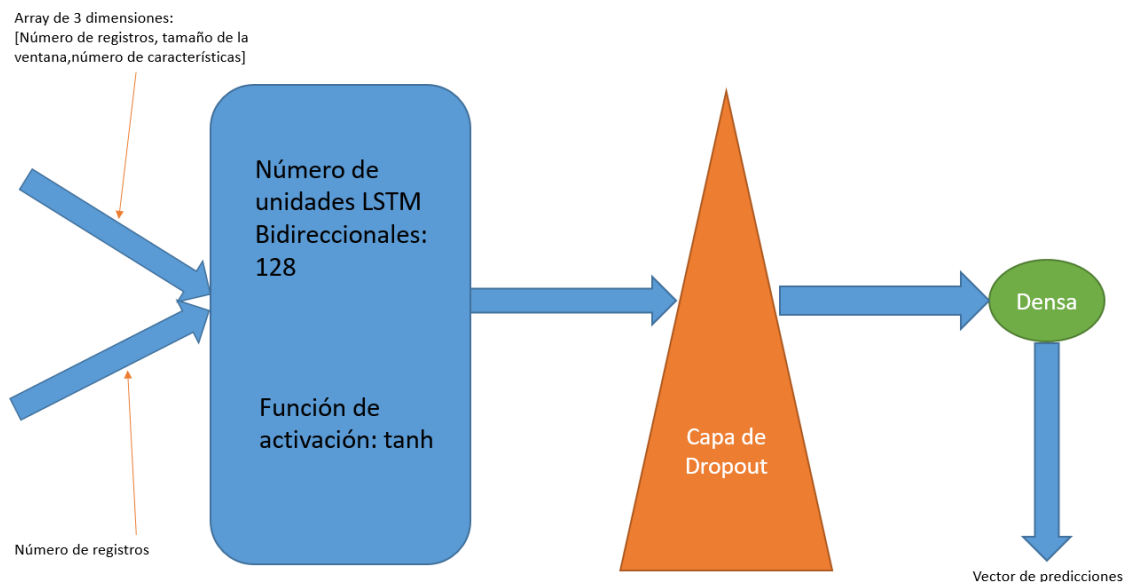 Array de 3 dimensiones:
[Número de registros, tamaño de la
ventana,número de características]
Número de
unidades LSTM
Bidireccionales:
128
Función de
activación: tanh
Número de registros
Capa de
Dropout
Densa
Vector de predicciones